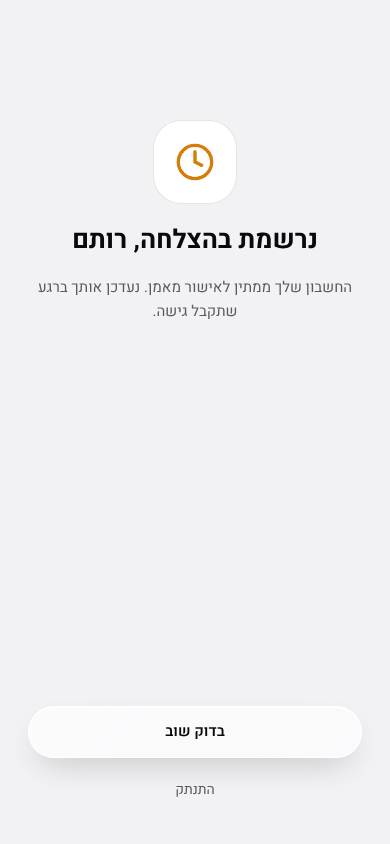 נרשמת בהצלחה, רותם
החשבון שלך ממתין לאישור מאמן. נעדכן אותך ברגע
שתקבל גישה.
בדוק שוב
התנתק